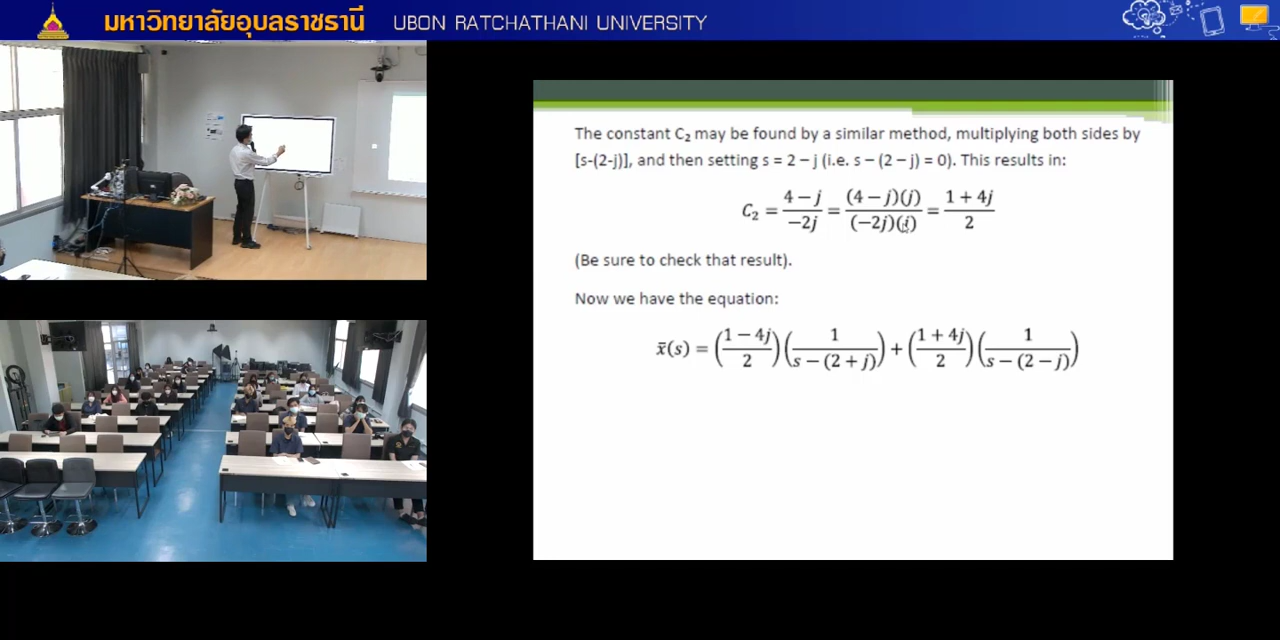 มหาวิทยาลัยอุบลราชธานี UBON RATCHATHANI UNIVERSITY
The constant C₂ may be found by a similar method, multiplying both sides by
[s-(2-j)], and then setting s = 2 – j (i.e. s – (2 – j) = 0). This results in:
C₂ = (4 − j)/(−2j) = ((4 − j)(j))/((−2j)(j)) = (1 + 4j)/2
(Be sure to check that result).
Now we have the equation:
x̄(s) = ((1 − 4j)/2)(1/(s − (2 + j))) + ((1 + 4j)/2)(1/(s − (2 − j)))